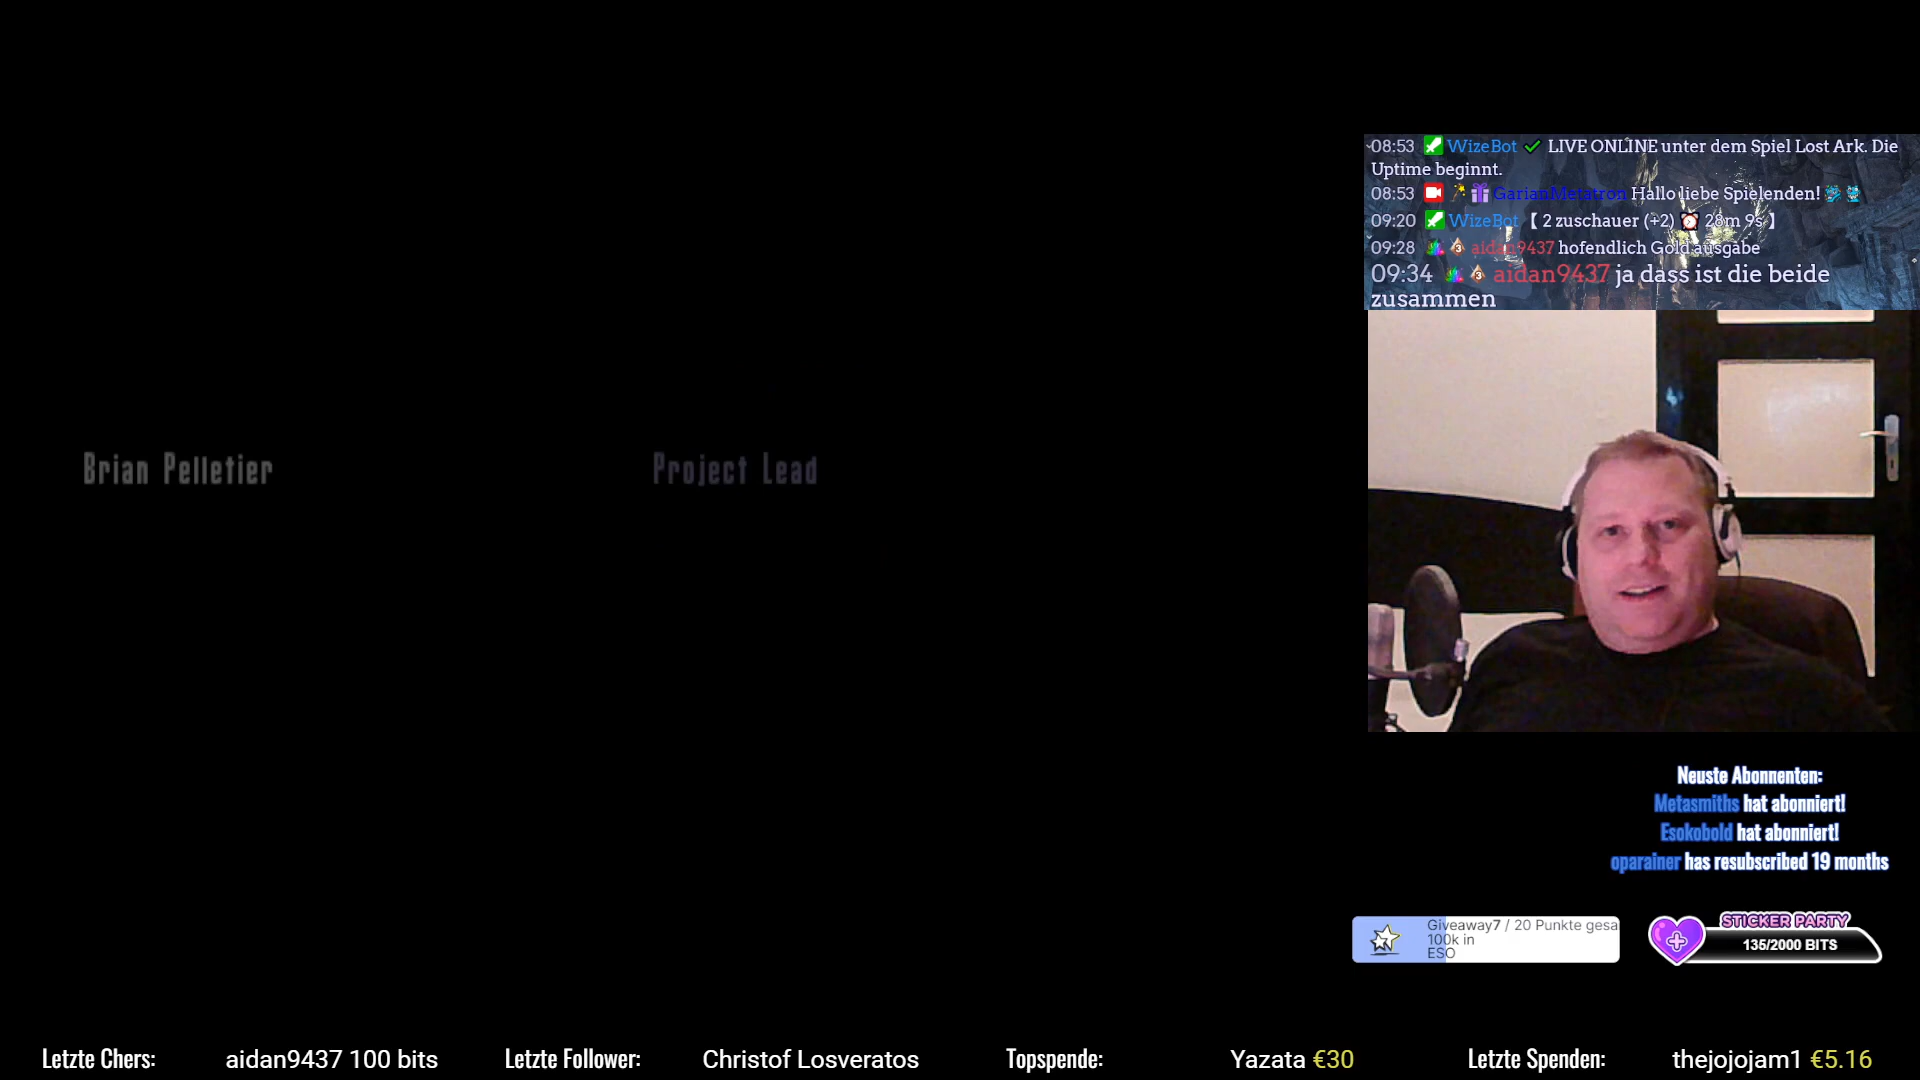 08:53 WizeBot LIVE ONLINE unter dem Spiel Lost Ark. Die
Uptime beginnt.
08:53 GarianMetatron Hallo liebe Spielenden!
09:20 WizeBot 【 2 zuschauer (+2) 28m 9s 】
09:28 aidan9437 hofendlich Gold ausgabe
09:34 aidan9437 ja dass ist die beide
zusammen
Brian Pelletier Project Lead
Neuste Abonnenten:
Metasmiths hat abonniert!
Esokobold hat abonniert!
oparainer has resubscribed 19 months
Giveaway7 / 20 Punkte gesa
100k in
ESO
STICKER PARTY
135/2000 BITS
Letzte Chers: aidan9437 100 bits Letzte Follower: Christof Losveratos Topspende: Yazata €30 Letzte Spenden: thejojojam1 €5.16